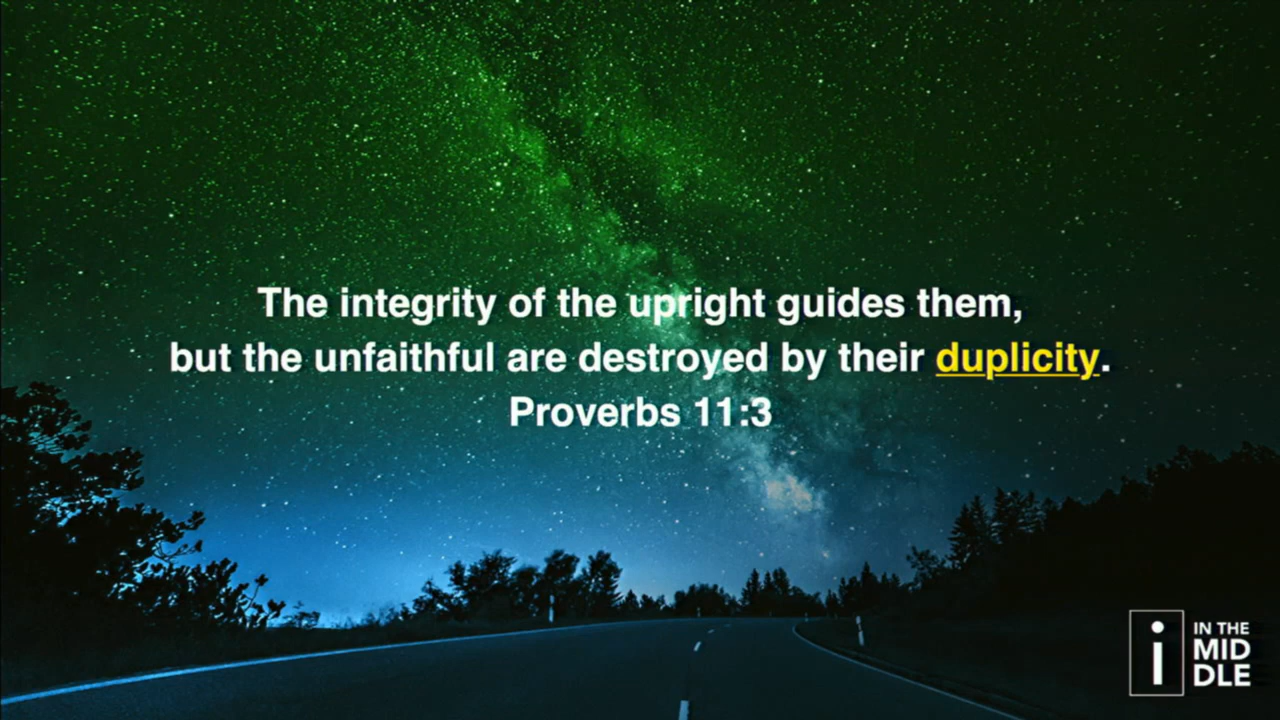 The integrity of the upright guides them,
but the unfaithful are destroyed by their duplicity.
Proverbs 11:3
i
IN THE
MID
DLE